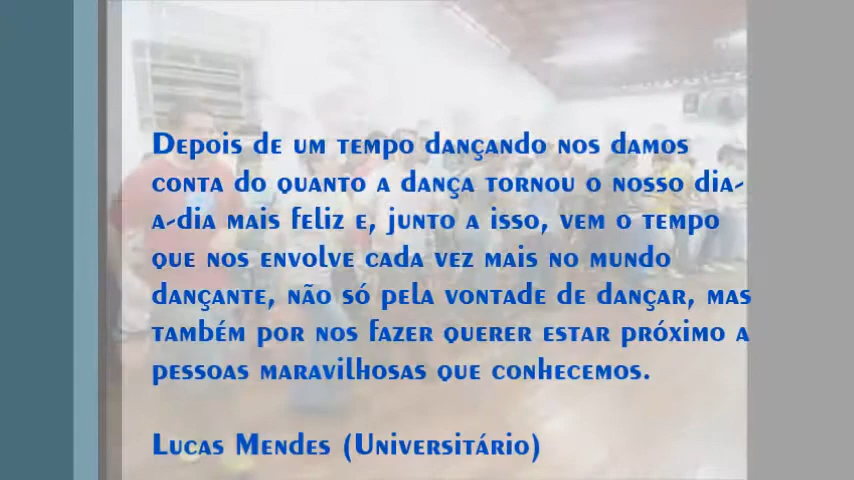 Depois de um tempo dançando nos damos
conta do quanto a dança tornou o nosso dia-
a-dia mais feliz e, junto a isso, vem o tempo
que nos envolve cada vez mais no mundo
dançante, não só pela vontade de dançar, mas
também por nos fazer querer estar próximo a
pessoas maravilhosas que conhecemos.
Lucas Mendes (Universitário)